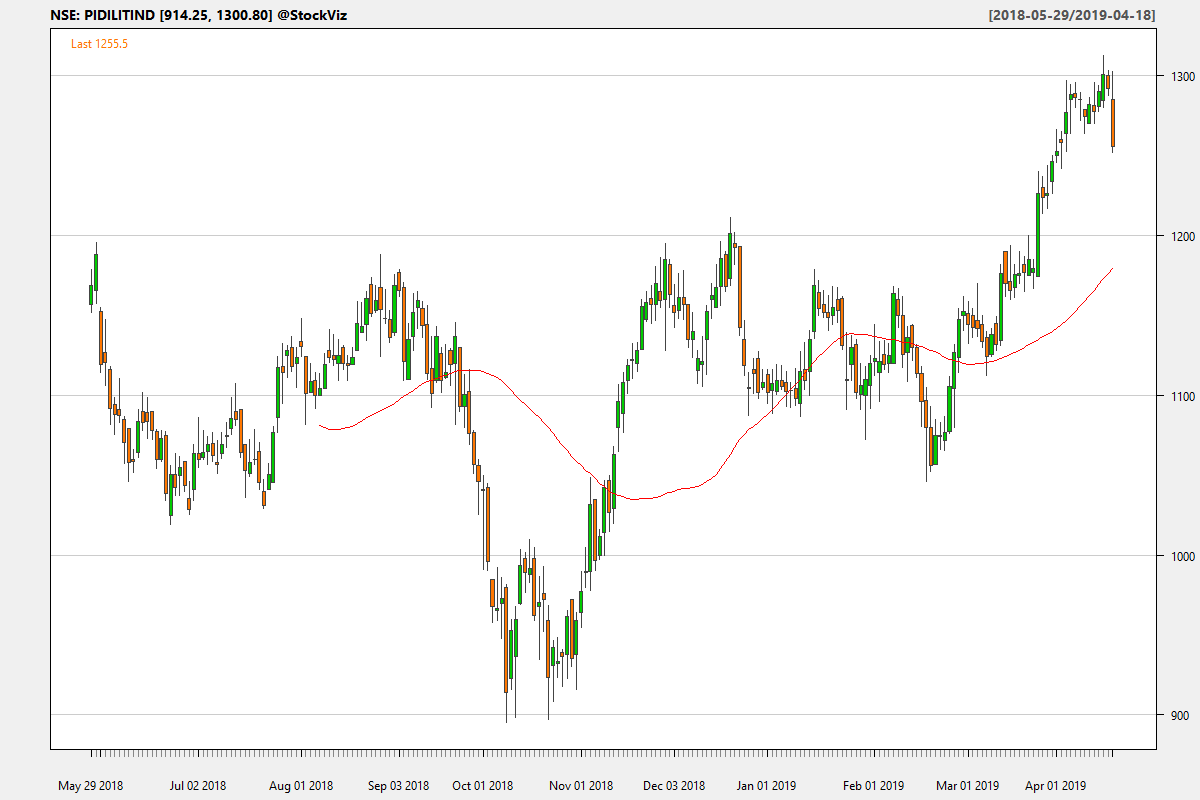 NSE: PIDILITIND [914.25, 1300.80] @StockViz
[2018-05-29/2019-04-18]
Last 1255.5
1300
1200
1100
1000
900
May 29 2018 Jul 02 2018 Aug 01 2018 Sep 03 2018 Oct 01 2018 Nov 01 2018 Dec 03 2018 Jan 01 2019 Feb 01 2019 Mar 01 2019 Apr 01 2019